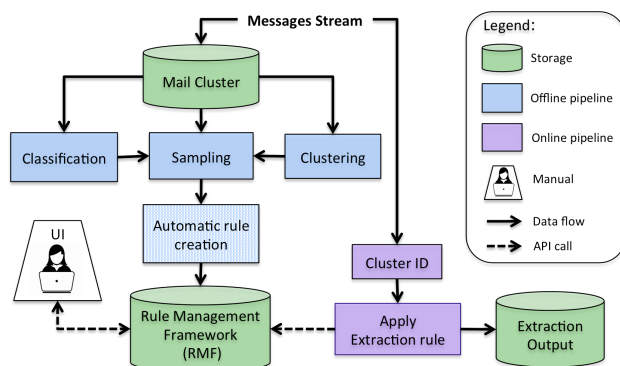 Messages Stream
Mail Cluster
Classification
Sampling
Clustering
Automatic rule
creation
UI
Rule Management
Framework
(RMF)
Cluster ID
Apply
Extraction rule
Extraction
Output
Legend:
Storage
Offline pipeline
Online pipeline
Manual
Data flow
API call